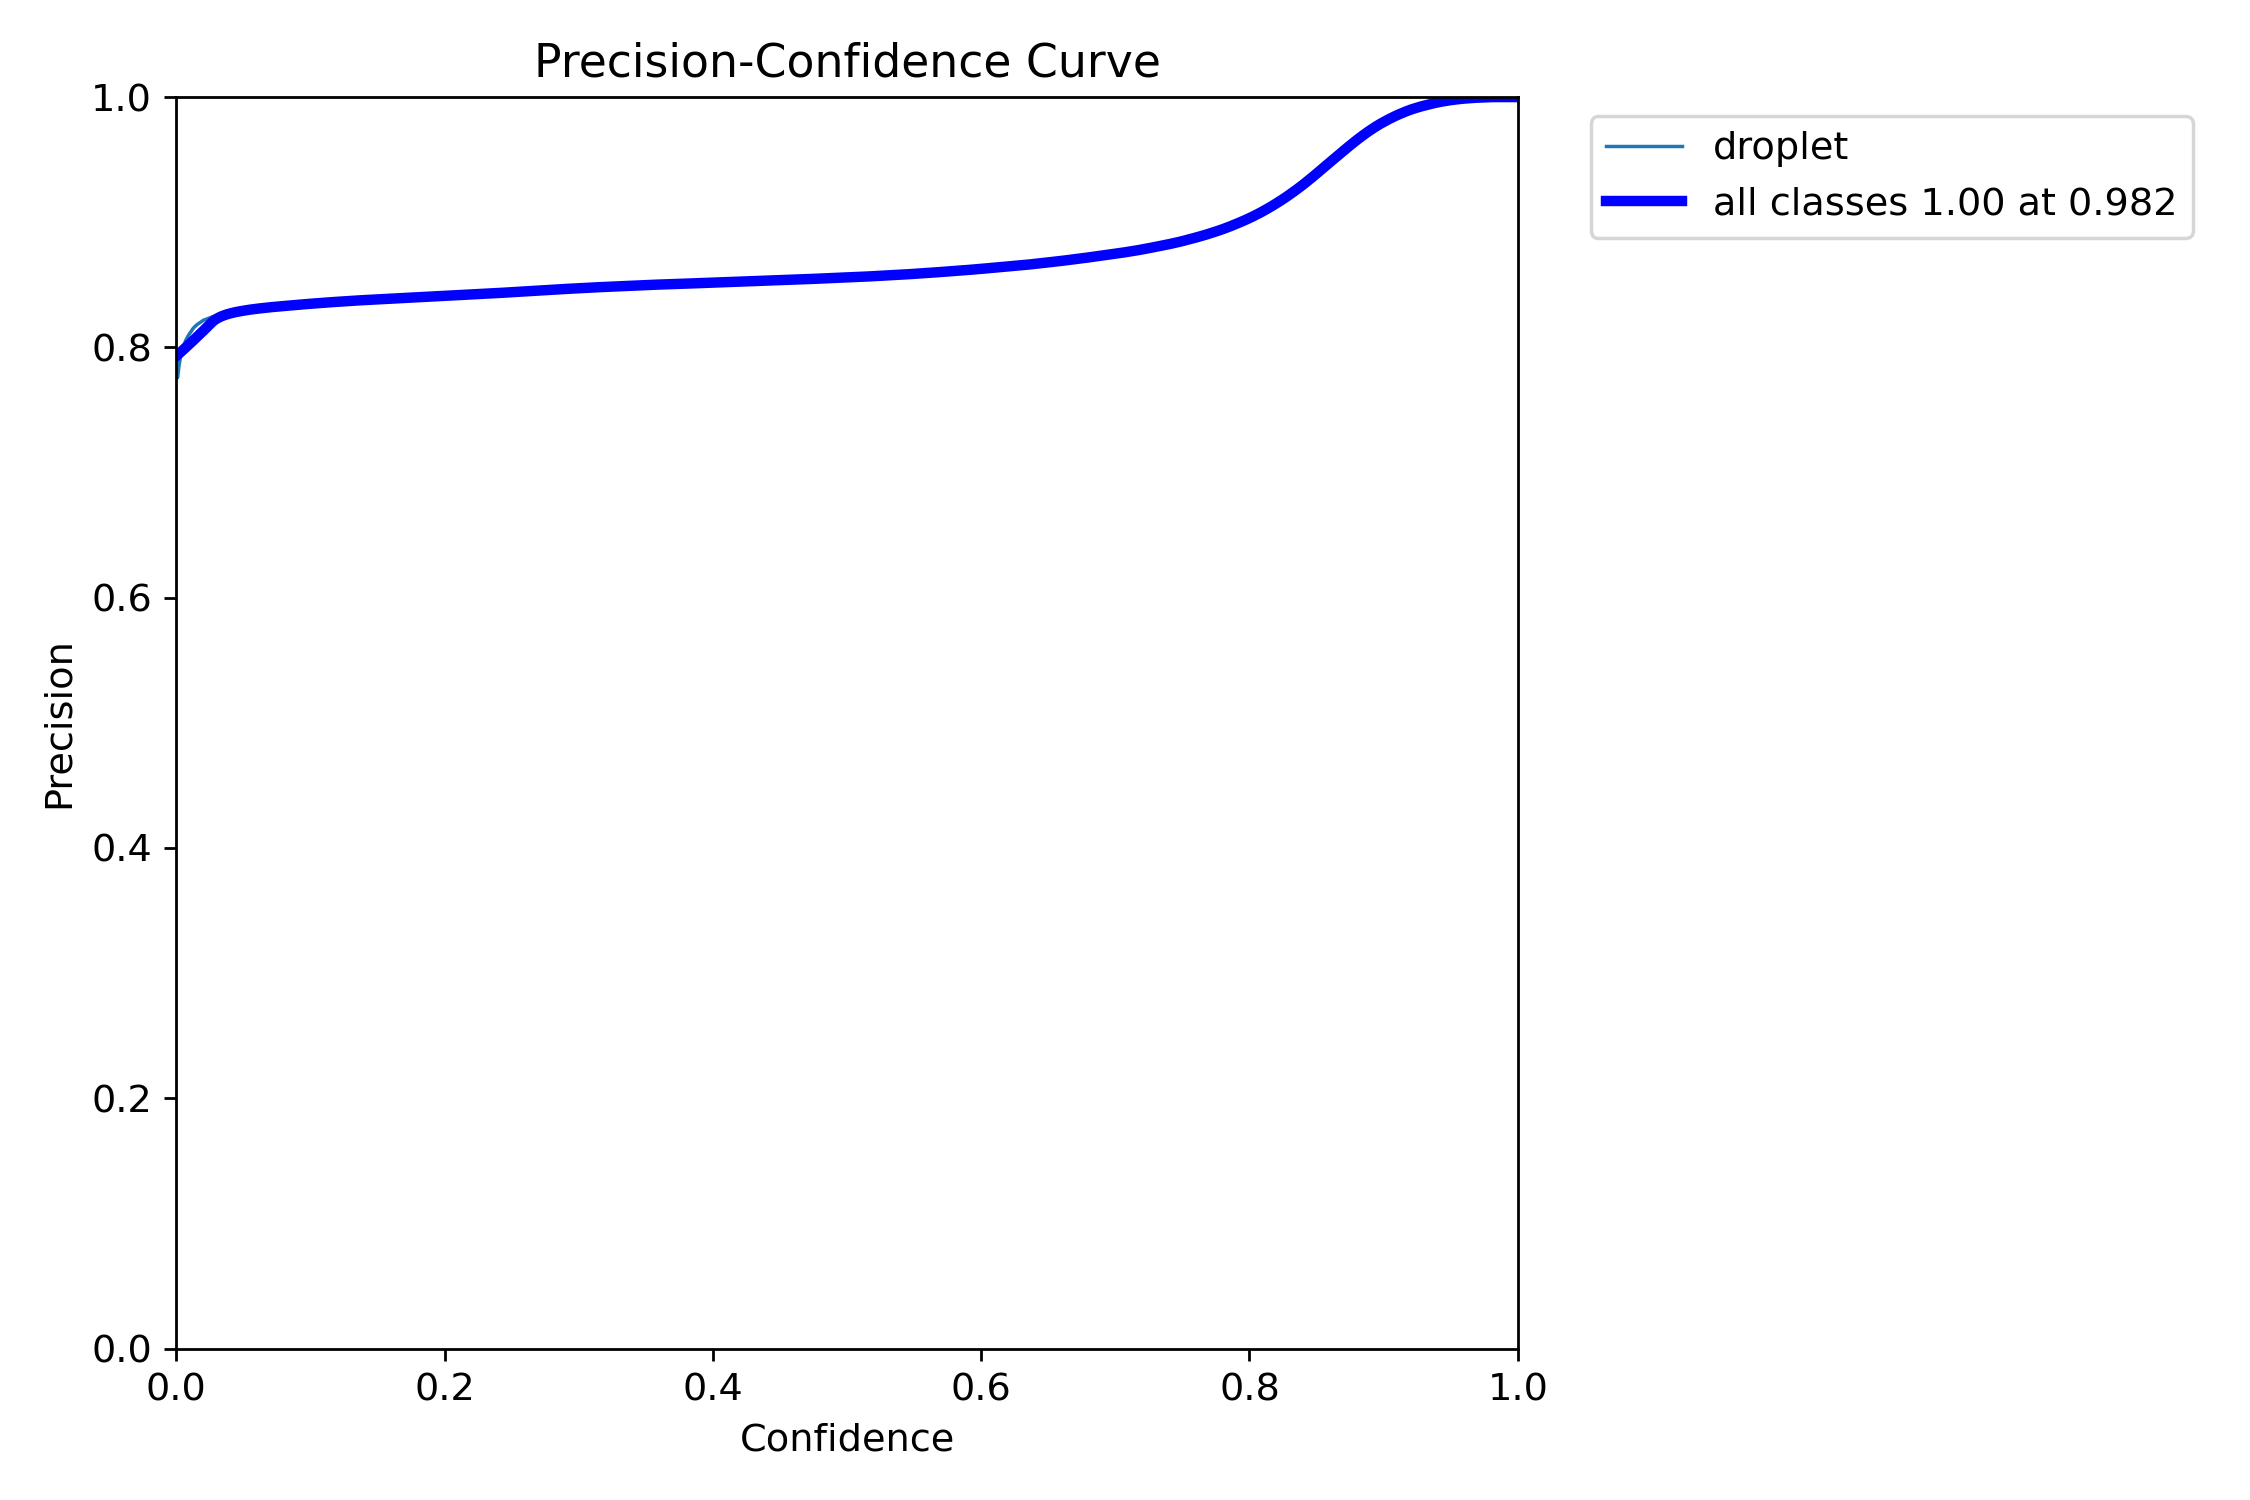 Precision-Confidence Curve
1.0
0.8
0.6
0.4
0.2
0.0
Precision
0.0 0.2 0.4 0.6 0.8 1.0
Confidence
droplet
all classes 1.00 at 0.982